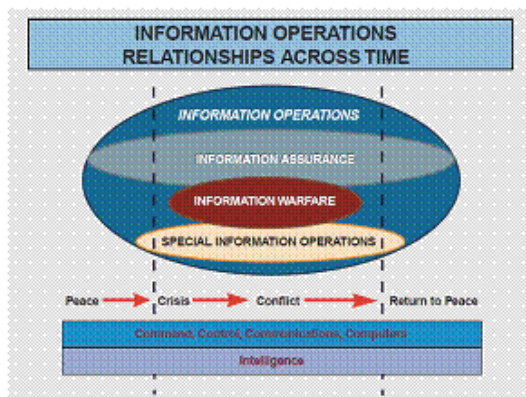 INFORMATION OPERATIONS
RELATIONSHIPS ACROSS TIME
INFORMATION OPERATIONS
INFORMATION ASSURANCE
INFORMATION WARFARE
SPECIAL INFORMATION OPERATIONS
Peace Crisis Conflict Return to Peace
Command, Control, Communications, Computers
Intelligence